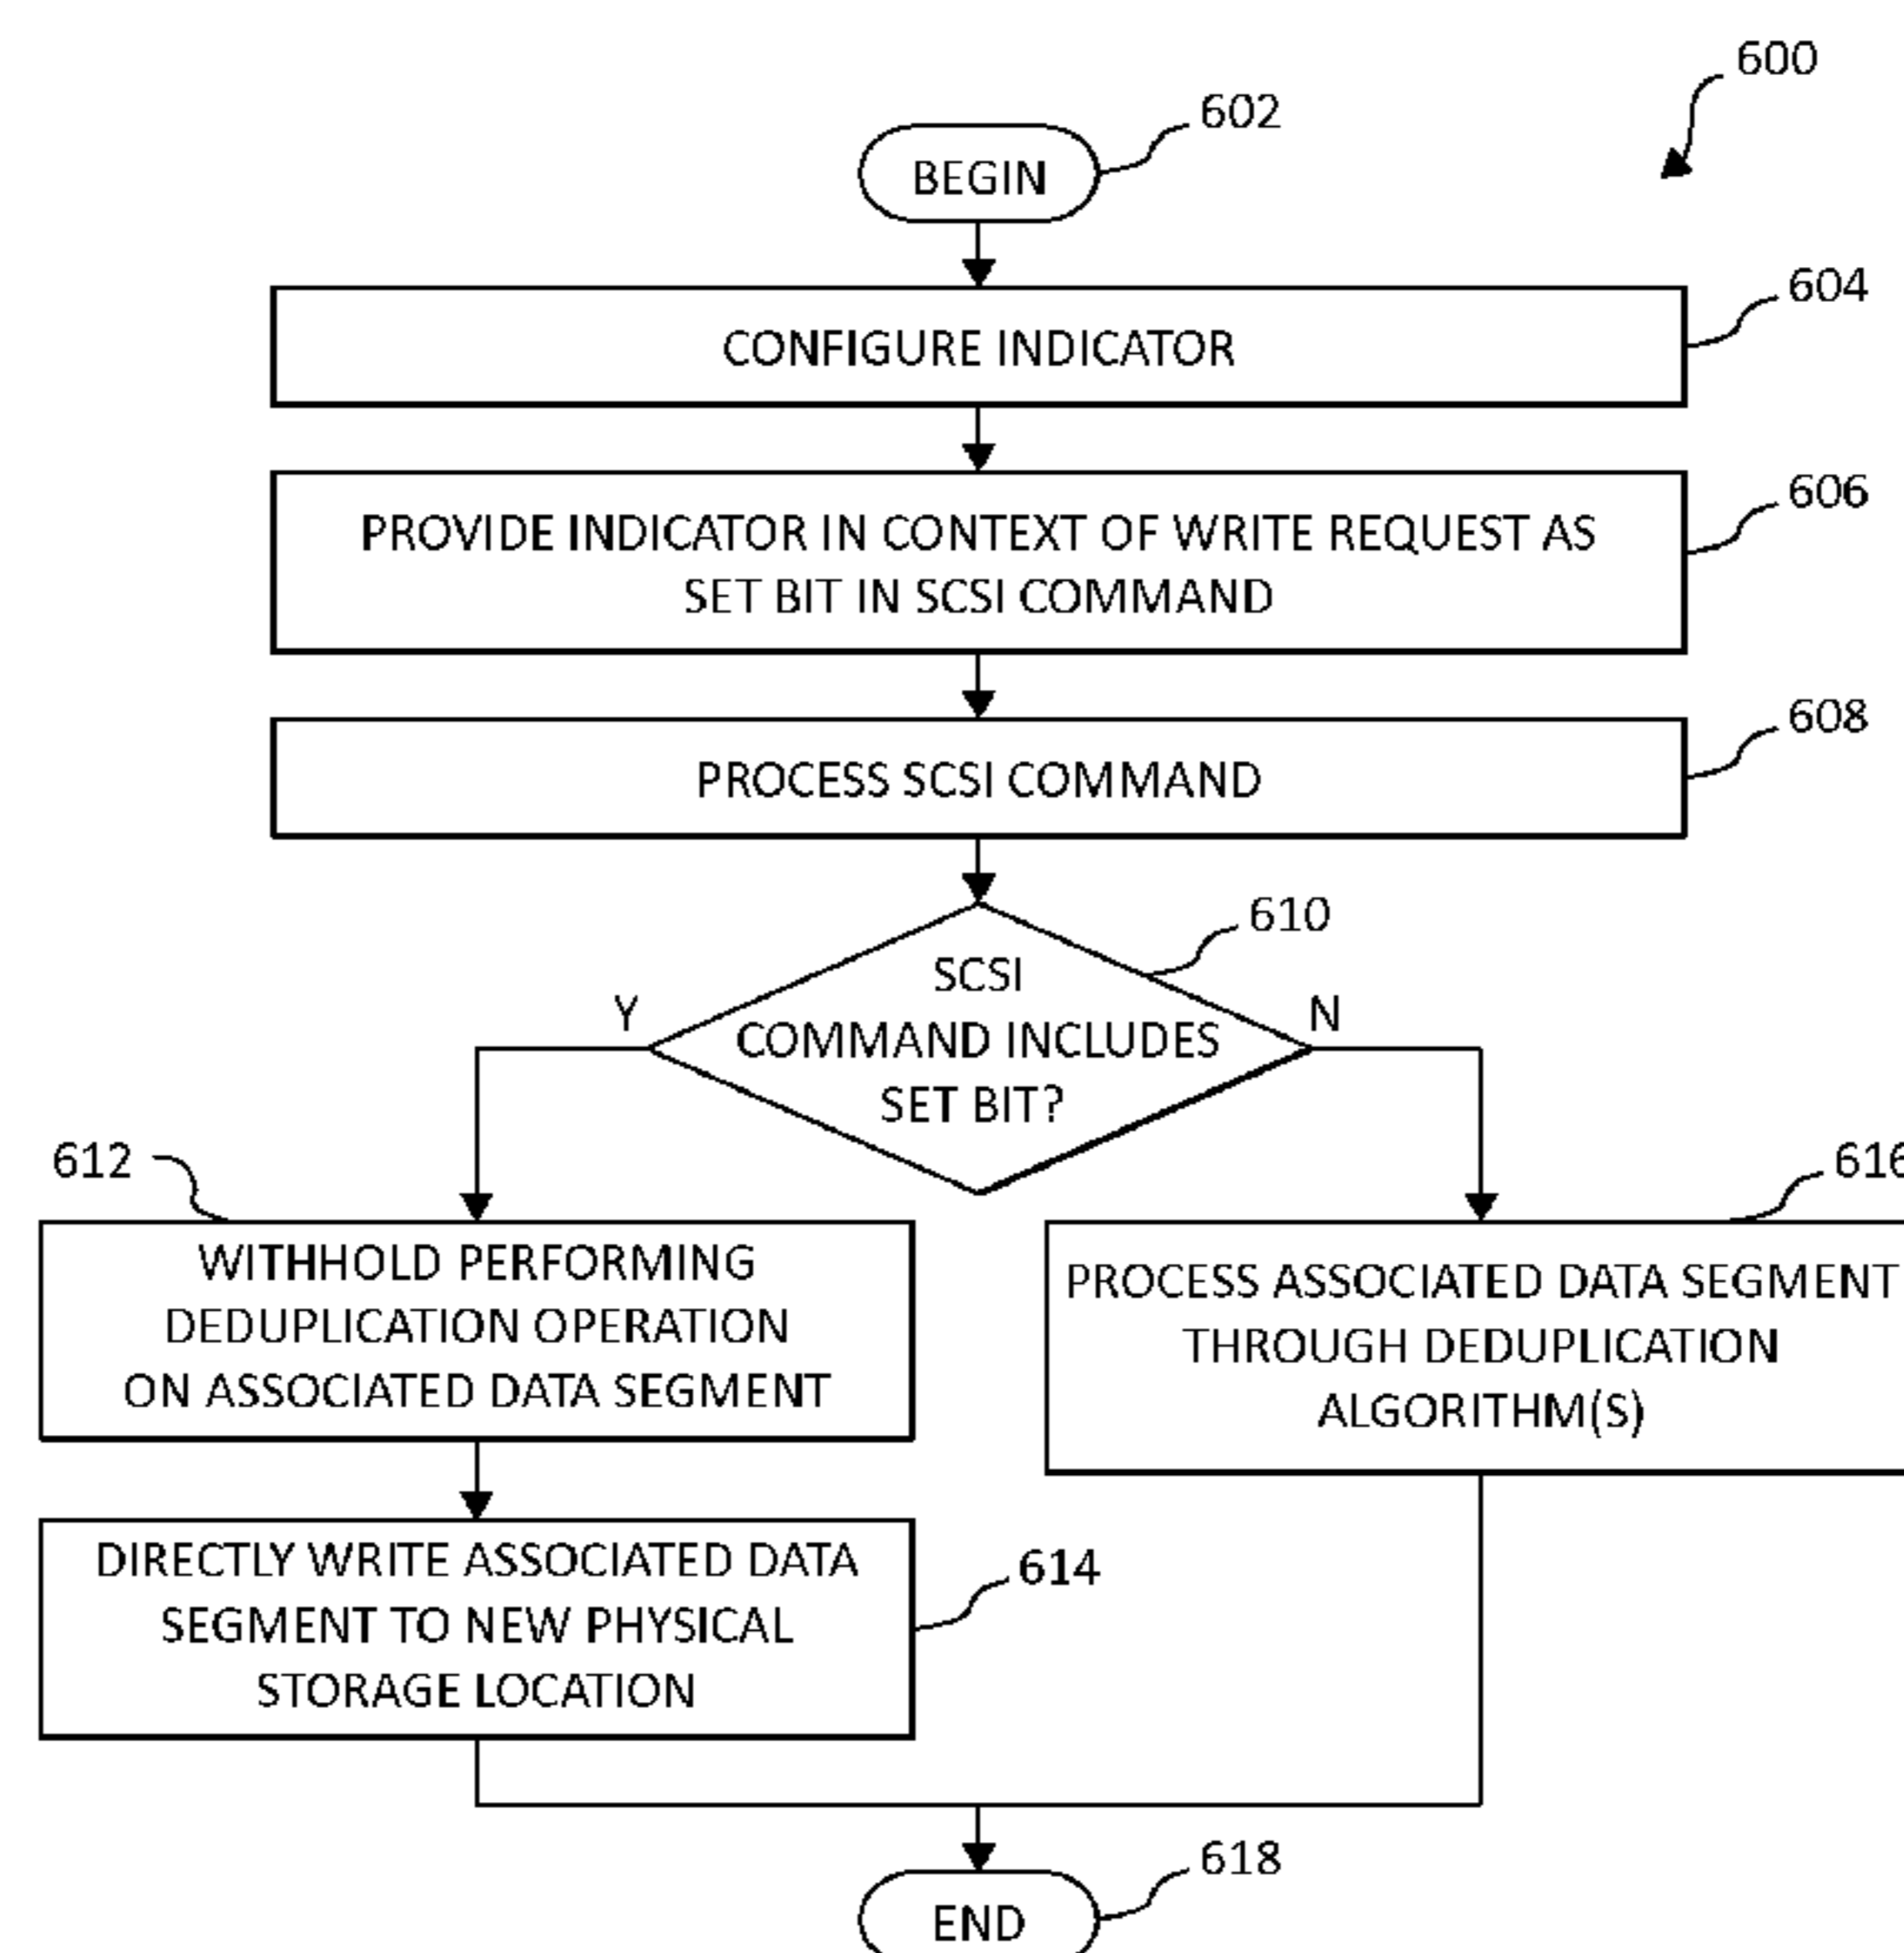 600
602
BEGIN
604
CONFIGURE INDICATOR
606
PROVIDE INDICATOR IN CONTEXT OF WRITE REQUEST AS
SET BIT IN SCSI COMMAND
608
PROCESS SCSI COMMAND
610
SCSI
COMMAND INCLUDES
SET BIT?
Y
N
612
WITHHOLD PERFORMING
DEDUPLICATION OPERATION
ON ASSOCIATED DATA SEGMENT
616
PROCESS ASSOCIATED DATA SEGMENT
THROUGH DEDUPLICATION
ALGORITHM(S)
DIRECTLY WRITE ASSOCIATED DATA
SEGMENT TO NEW PHYSICAL
STORAGE LOCATION
614
618
END